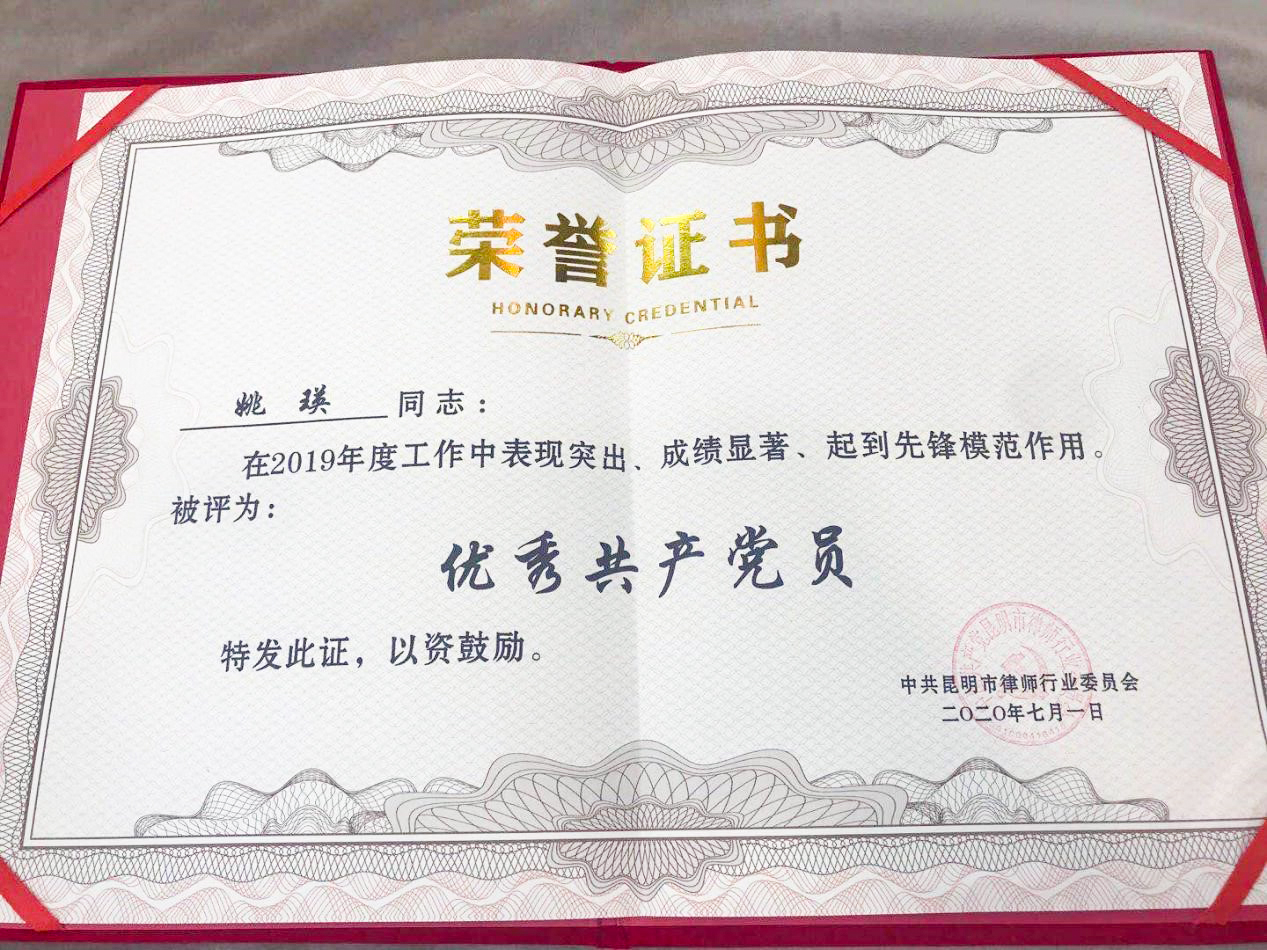 荣誉证书
HONORARY CREDENTIAL
姚 瑛 同志：
在2019年度工作中表现突出、成绩显著、起到先锋模范作用。
被评为：
优秀共产党员
特发此证，以资鼓励。
中共昆明市律师行业委员会
二〇二〇年七月一日